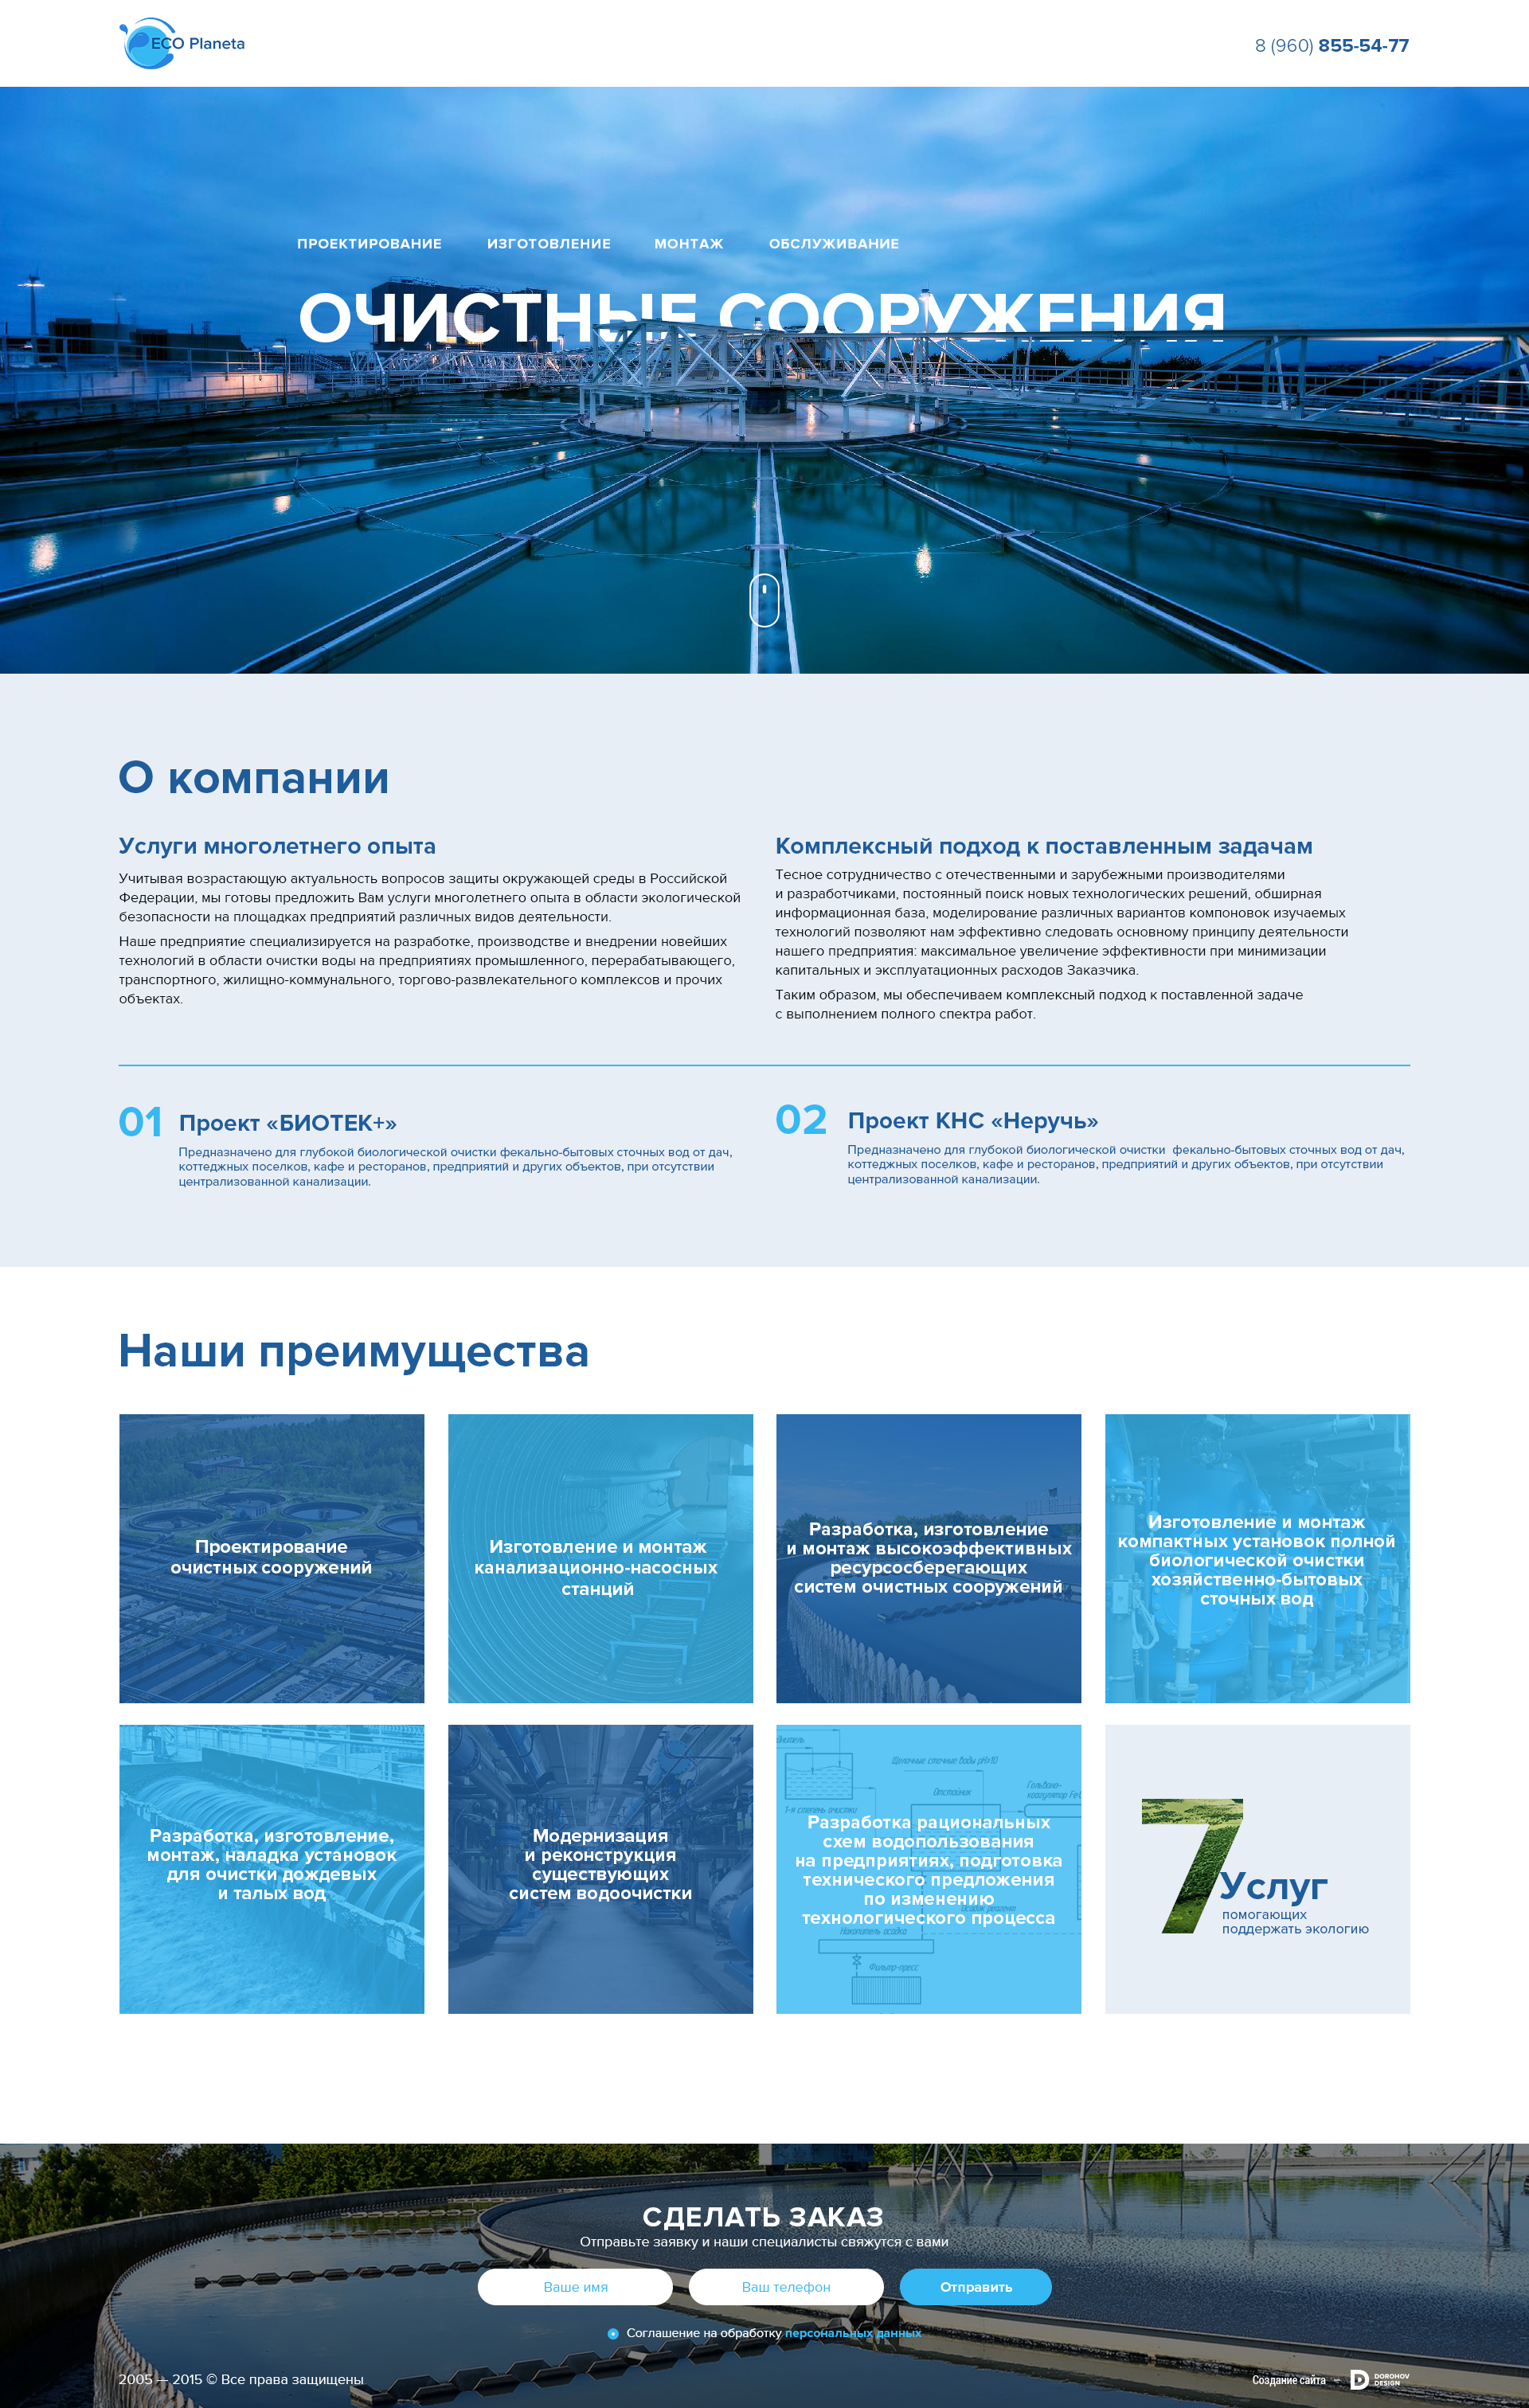 ECO Planeta
8 (960) 855-54-77
ПРОЕКТИРОВАНИЕ ИЗГОТОВЛЕНИЕ МОНТАЖ ОБСЛУЖИВАНИЕ
ОЧИСТНЫЕ СООРУЖЕНИЯ
О компании
Услуги многолетнего опыта
Учитывая возрастающую актуальность вопросов защиты окружающей среды в Российской
Федерации, мы готовы предложить Вам услуги многолетнего опыта в области экологической
безопасности на площадках предприятий различных видов деятельности.
Наше предприятие специализируется на разработке, производстве и внедрении новейших
технологий в области очистки воды на предприятиях промышленного, перерабатывающего,
транспортного, жилищно-коммунального, торгово-развлекательного комплексов и прочих
объектах.
Комплексный подход к поставленным задачам
Тесное сотрудничество с отечественными и зарубежными производителями
и разработчиками, постоянный поиск новых технологических решений, обширная
информационная база, моделирование различных вариантов компоновок изучаемых
технологий позволяют нам эффективно следовать основному принципу деятельности
нашего предприятия: максимальное увеличение эффективности при минимизации
капитальных и эксплуатационных расходов Заказчика.
Таким образом, мы обеспечиваем комплексный подход к поставленной задаче
с выполнением полного спектра работ.
01 Проект «БИОТЕК+»
Предназначено для глубокой биологической очистки фекально-бытовых сточных вод от дач,
коттеджных поселков, кафе и ресторанов, предприятий и других объектов, при отсутствии
централизованной канализации.
02 Проект КНС «Неручь»
Предназначено для глубокой биологической очистки фекально-бытовых сточных вод от дач,
коттеджных поселков, кафе и ресторанов, предприятий и других объектов, при отсутствии
централизованной канализации.
Наши преимущества
Проектирование
очистных сооружений
Изготовление и монтаж
канализационно-насосных
станций
Разработка, изготовление
и монтаж высокоэффективных
ресурсосберегающих
систем очистных сооружений
Изготовление и монтаж
компактных установок полной
биологической очистки
хозяйственно-бытовых
сточных вод
Разработка, изготовление,
монтаж, наладка установок
для очистки дождевых
и талых вод
Модернизация
и реконструкция
существующих
систем водоочистки
Щелочные сточные воды pH≥10
Отстойник
1-я степень очистки
Разработка рациональных
схем водопользования
на предприятиях, подготовка
технического предложения
по изменению
технологического процесса
Накопитель осадка
Фильтр-пресс
7
Услуг
помогающих
поддержать экологию
СДЕЛАТЬ ЗАКАЗ
Отправьте заявку и наши специалисты свяжутся с вами
Ваше имя Ваш телефон Отправить
Соглашение на обработку персональных данных
2005 — 2015 © Все права защищены
Создание сайта – D DOROHOV
DESIGN